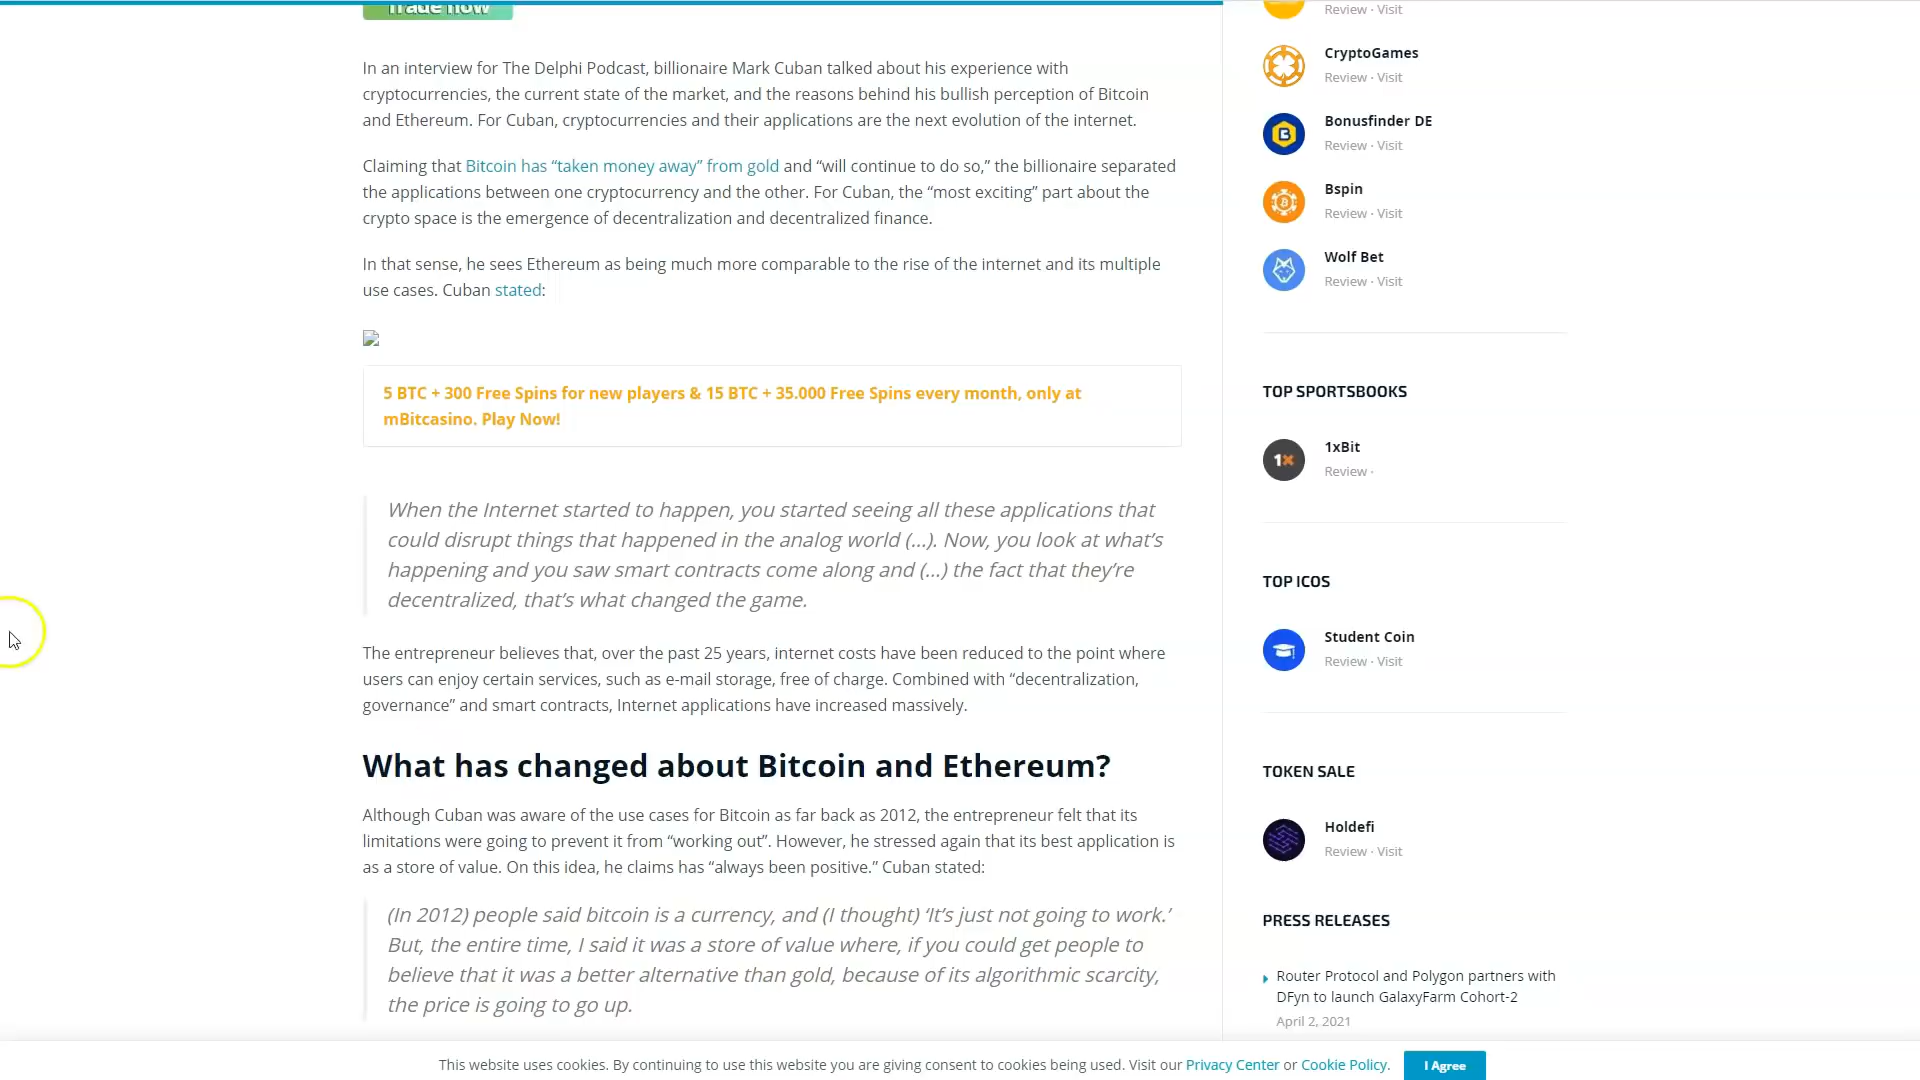 Trade now
In an interview for The Delphi Podcast, billionaire Mark Cuban talked about his experience with
cryptocurrencies, the current state of the market, and the reasons behind his bullish perception of Bitcoin
and Ethereum. For Cuban, cryptocurrencies and their applications are the next evolution of the internet.
Claiming that Bitcoin has “taken money away” from gold and “will continue to do so,” the billionaire separated
the applications between one cryptocurrency and the other. For Cuban, the “most exciting” part about the
crypto space is the emergence of decentralization and decentralized finance.
In that sense, he sees Ethereum as being much more comparable to the rise of the internet and its multiple
use cases. Cuban stated:
5 BTC + 300 Free Spins for new players & 15 BTC + 35.000 Free Spins every month, only at
mBitcasino. Play Now!
When the Internet started to happen, you started seeing all these applications that
could disrupt things that happened in the analog world (…). Now, you look at what’s
happening and you saw smart contracts come along and (…) the fact that they’re
decentralized, that’s what changed the game.
The entrepreneur believes that, over the past 25 years, internet costs have been reduced to the point where
users can enjoy certain services, such as e-mail storage, free of charge. Combined with “decentralization,
governance” and smart contracts, Internet applications have increased massively.
What has changed about Bitcoin and Ethereum?
Although Cuban was aware of the use cases for Bitcoin as far back as 2012, the entrepreneur felt that its
limitations were going to prevent it from “working out”. However, he stressed again that its best application is
as a store of value. On this idea, he claims has “always been positive.” Cuban stated:
(In 2012) people said bitcoin is a currency, and (I thought) ‘It’s just not going to work.’
But, the entire time, I said it was a store of value where, if you could get people to
believe that it was a better alternative than gold, because of its algorithmic scarcity,
the price is going to go up.
Review · Visit
CryptoGames
Review · Visit
Bonusfinder DE
Review · Visit
Bspin
Review · Visit
Wolf Bet
Review · Visit
TOP SPORTSBOOKS
1x
1xBit
Review ·
TOP ICOS
Student Coin
Review · Visit
TOKEN SALE
Holdefi
Review · Visit
PRESS RELEASES
Router Protocol and Polygon partners with
DFyn to launch GalaxyFarm Cohort-2
April 2, 2021
This website uses cookies. By continuing to use this website you are giving consent to cookies being used. Visit our Privacy Center or Cookie Policy. I Agree